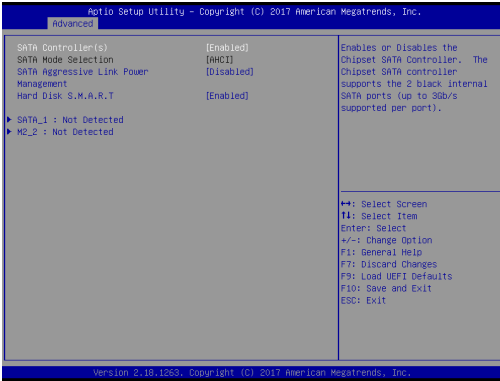 Aptio Setup Utility – Copyright (C) 2017 American Megatrends, Inc.
Advanced
SATA Controller(s) [Enabled]
SATA Mode Selection [AHCI]
SATA Aggressive Link Power [Disabled]
Management
Hard Disk S.M.A.R.T [Enabled]
SATA_1 : Not Detected
M2_2 : Not Detected
Enables or Disables the
Chipset SATA Controller. The
Chipset SATA controller
supports the 2 black internal
SATA ports (up to 3Gb/s
supported per port).
↔: Select Screen
↑↓: Select Item
Enter: Select
+/-: Change Option
F1: General Help
F7: Discard Changes
F9: Load UEFI Defaults
F10: Save and Exit
ESC: Exit
Version 2.18.1263. Copyright (C) 2017 American Megatrends, Inc.